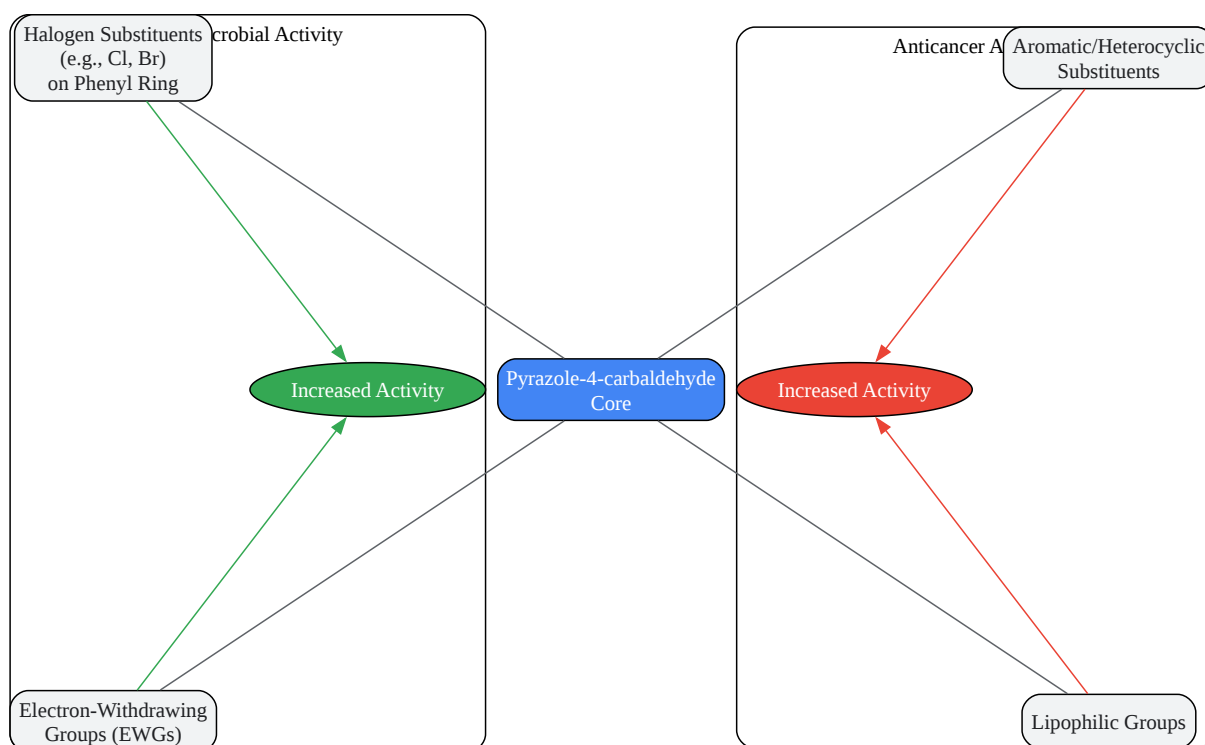 Halogen Substituents
(e.g., Cl, Br)
on Phenyl Ring
crobial Activity
Anticancer A
Aromatic/Heterocyclic
Substituents
Increased Activity
Pyrazole-4-carbaldehyde
Core
Increased Activity
Electron-Withdrawing
Groups (EWGs)
Lipophilic Groups